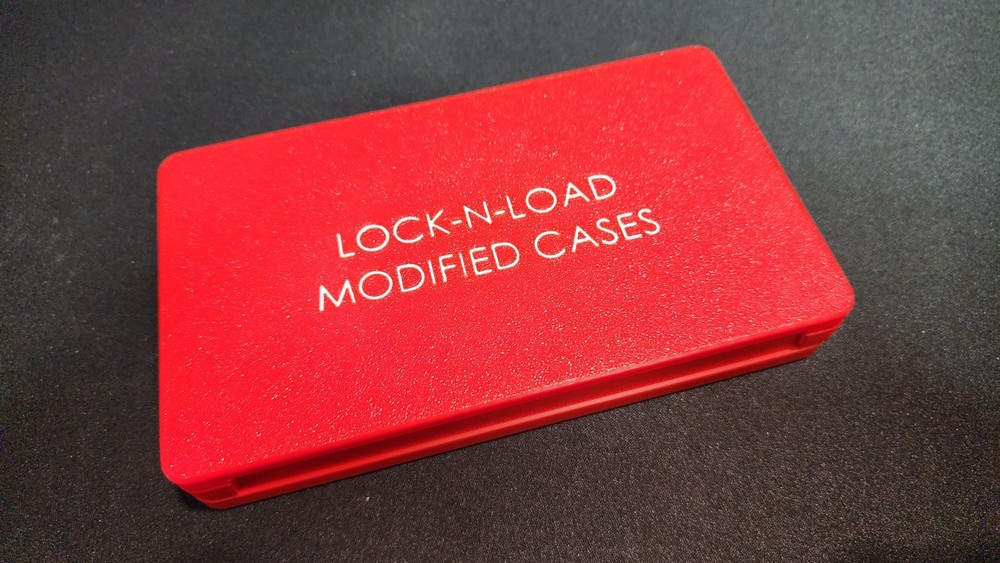 LOCK-N-LOAD
MODIFIED CASES